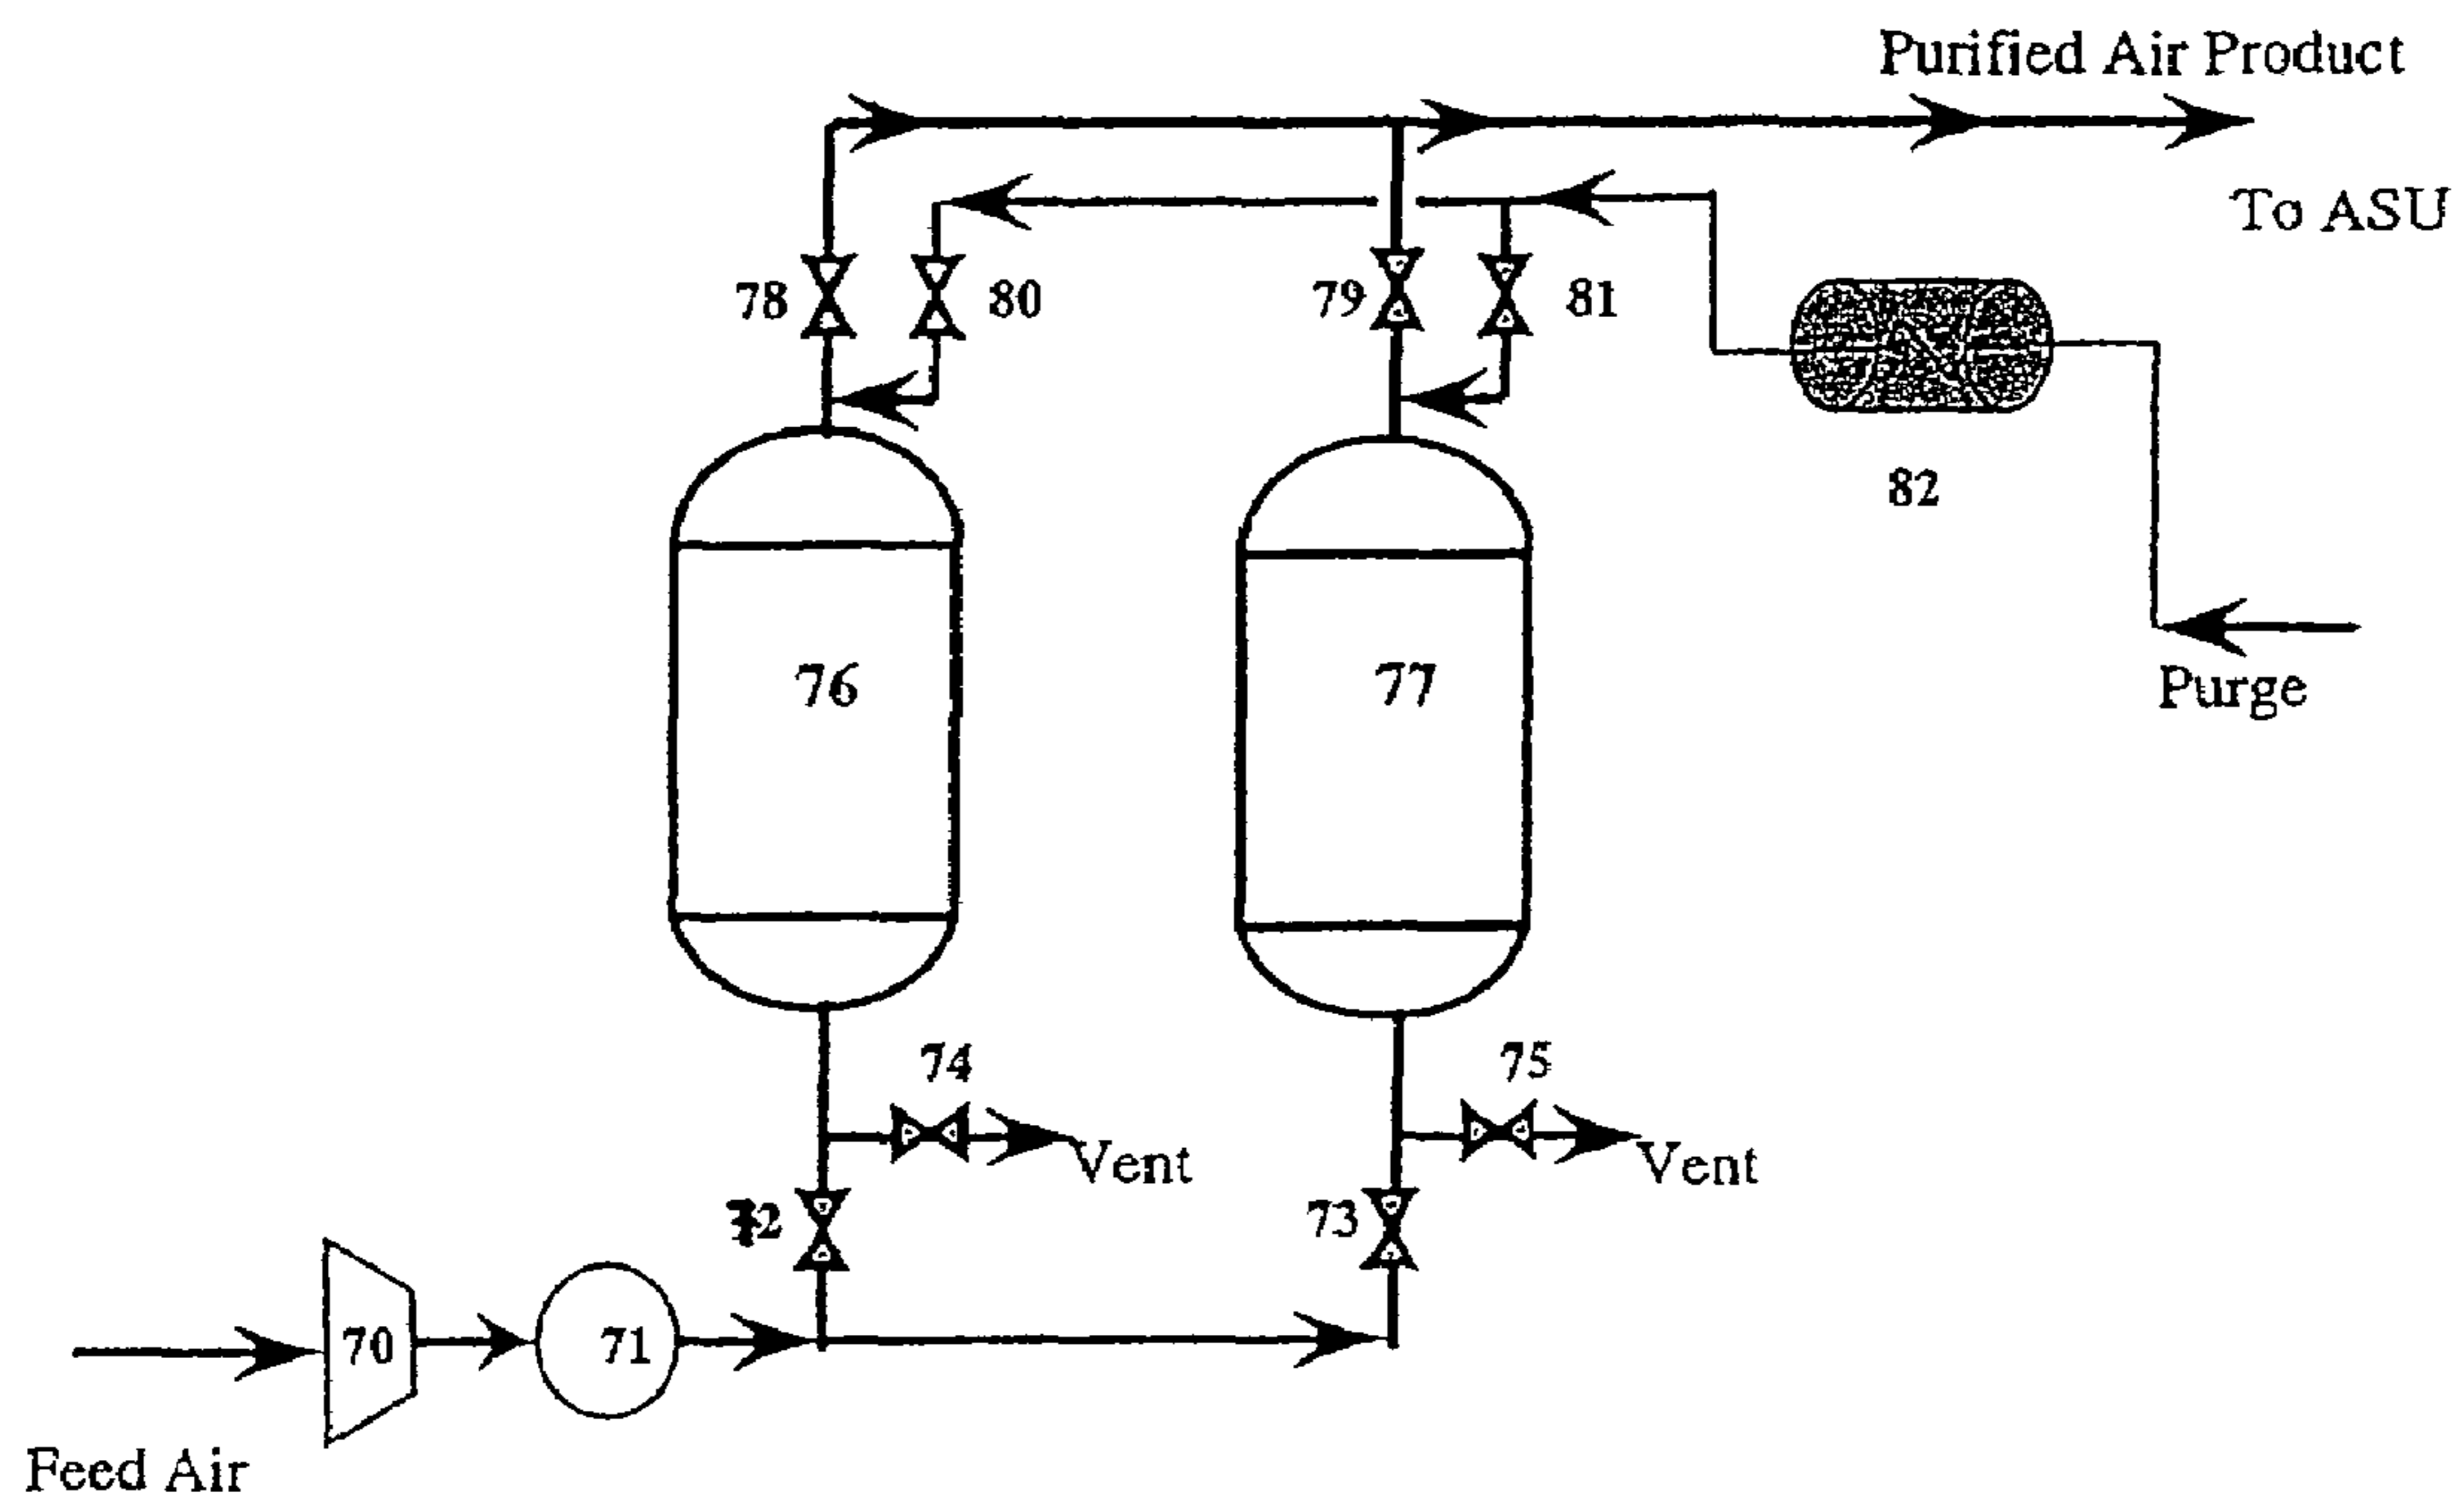 Purified Air Product
To ASU
78
80
79
81
82
76
77
Purge
74
75
Vent
Vent
72
73
70
71
Feed Air